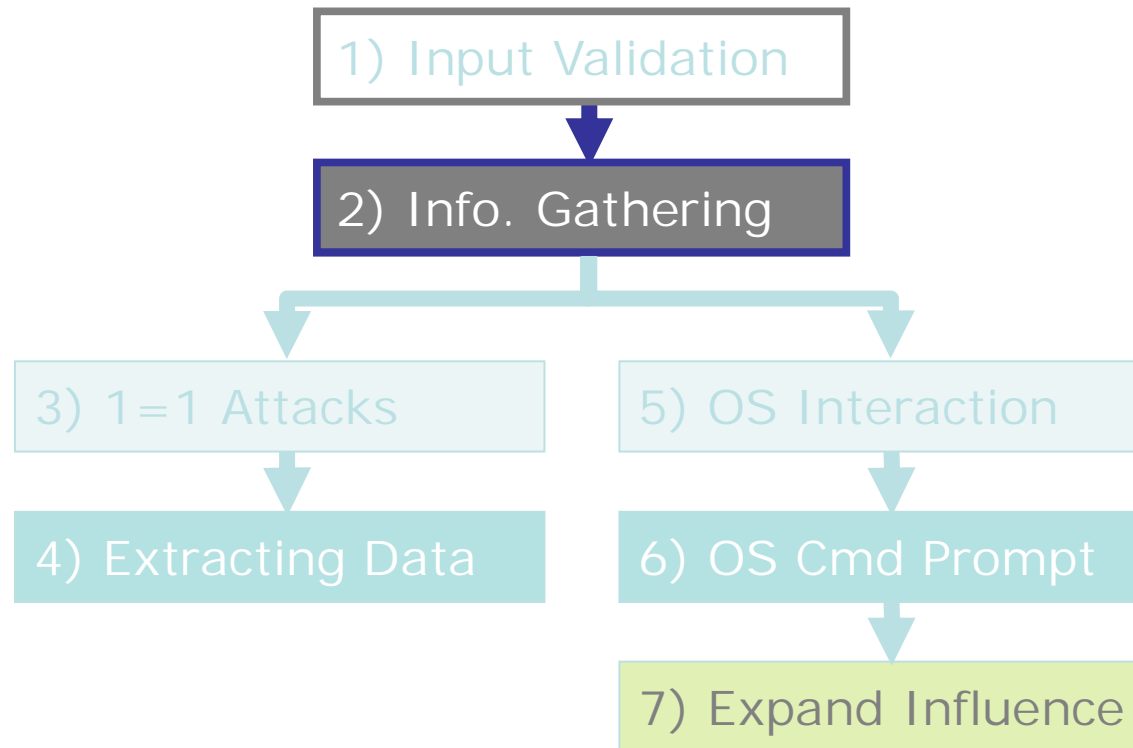 1) Input Validation
2) Info. Gathering
3) 1=1 Attacks
5) OS Interaction
4) Extracting Data
6) OS Cmd Prompt
7) Expand Influence